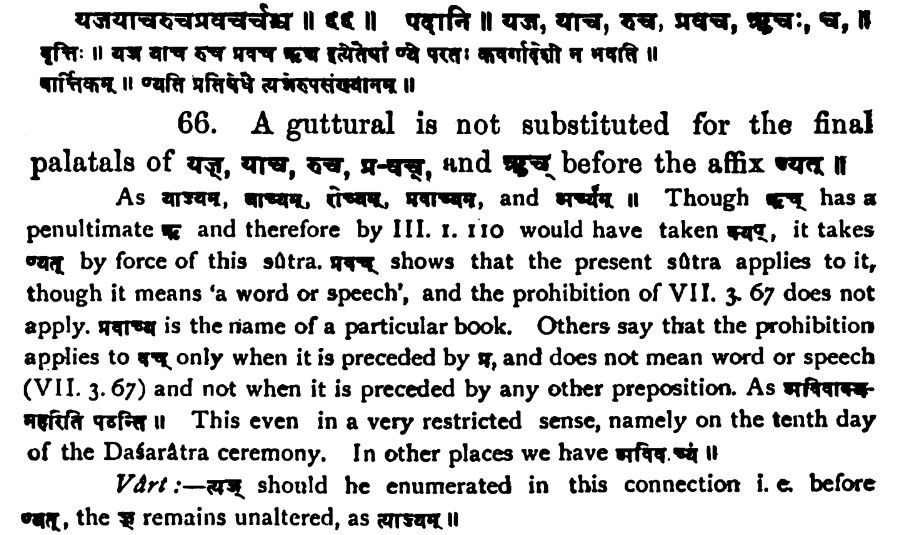 यजयाचरुचप्रवचर्चश्च ॥ ६६ ॥ पदानि ॥ यज, याच, रुच, प्रवच, ऋचः, च, ॥
वृत्तिः ॥ यज याच रुच प्रवच ऋच इत्येतेषां ण्ये परतः कवर्गादेशो न भवति ॥
वार्त्तिकम् ॥ ण्यति प्रतिषेधे त्यजेरुपसंख्यानम् ॥
66. A guttural is not substituted for the final
palatals of यज्, याच्, रुच, प्र-वच्, and ऋच् before the affix ण्यत् ॥
As याज्यम्, याच्यम्, रोच्यम्, प्रवाच्यम्, and अर्च्यम् ॥ Though ऋच् has a
penultimate ऋ and therefore by III. 1. 110 would have taken क्यप्, it takes
ण्यत् by force of this sûtra. प्रवच् shows that the present sûtra applies to it,
though it means 'a word or speech', and the prohibition of VII. 3. 67 does not
apply. प्रवाच्य is the name of a particular book. Others say that the prohibition
applies to वच् only when it is preceded by प्र, and does not mean word or speech
(VII. 3. 67) and not when it is preceded by any other preposition. As अविवाक्य-
महरिति पठन्ति ॥ This even in a very restricted sense, namely on the tenth day
of the Daśarâtra ceremony. In other places we have ॥
Vârt :—त्यज् should he enumerated in this connection i. e. before
ण्यत्, the ज् remains unaltered, as त्याज्यम् ॥